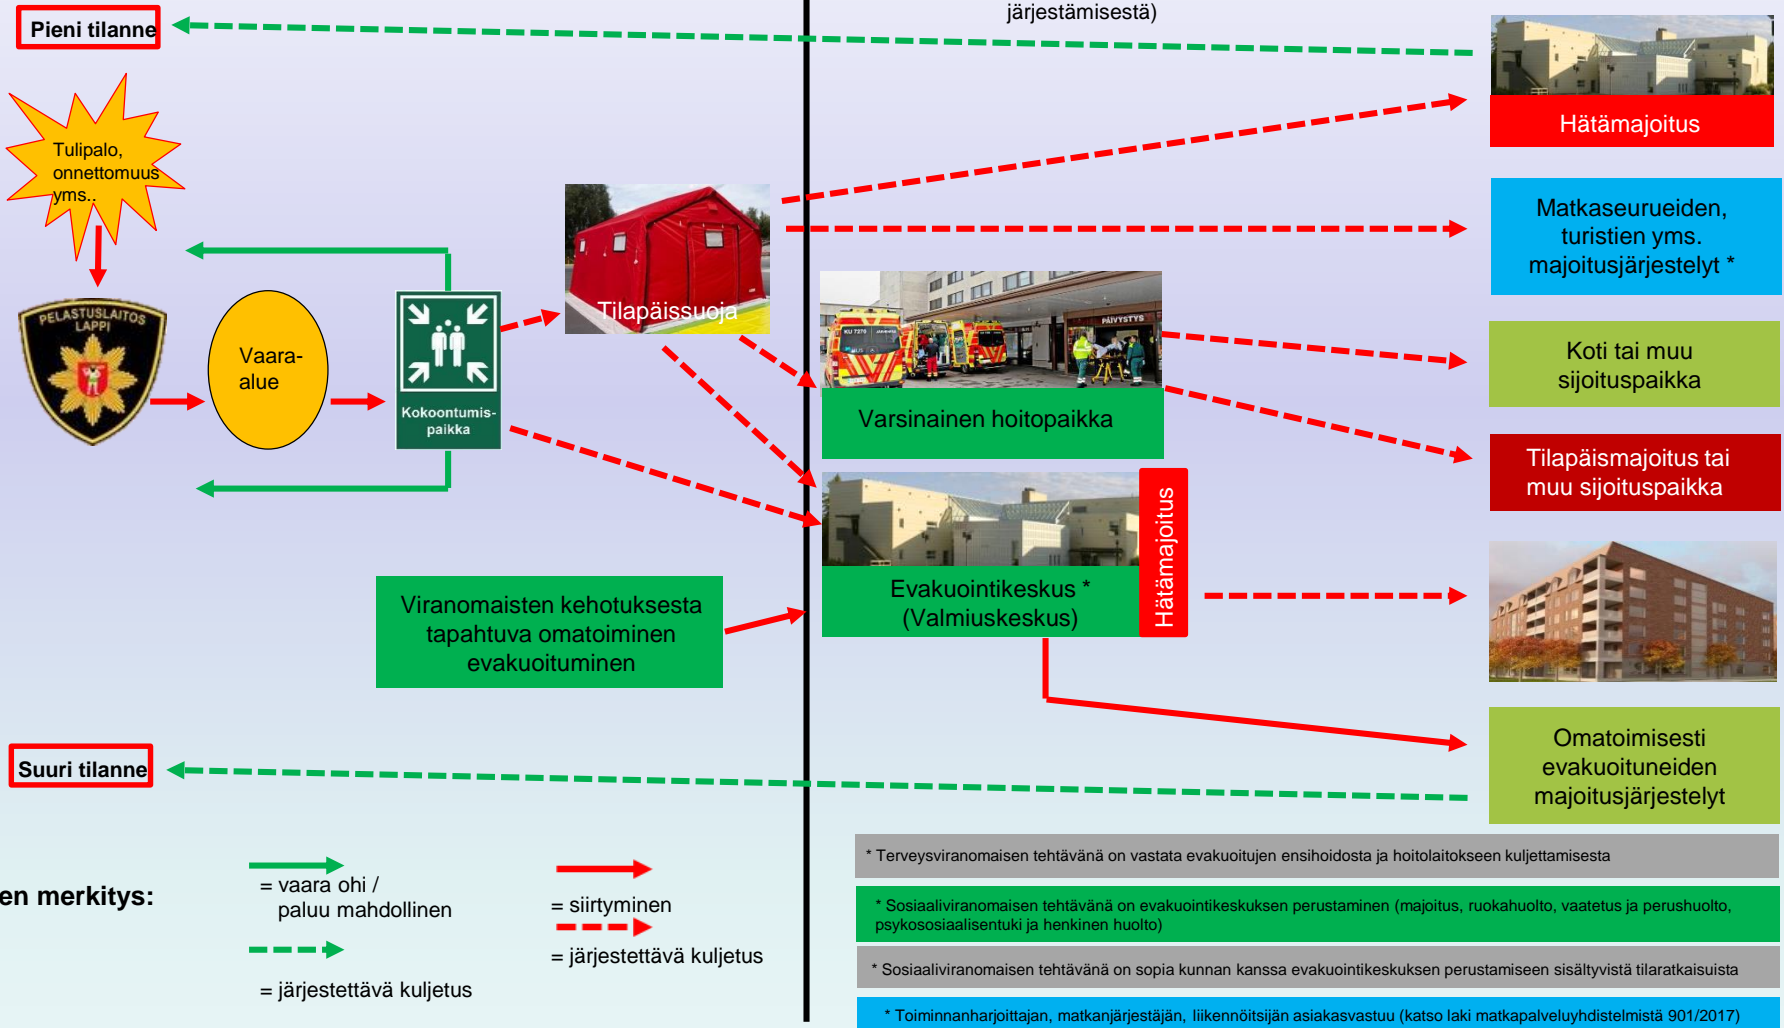 järjestämisestä)
Pieni tilanne
Tulipalo,
onnettomuus
yms..
PELASTUSLAITOS
LAPPI
Vaara-
alue
Kokoontumis-
paikka
Tilapäissuoja
Hätämajoitus
Matkaseurueiden,
turistien yms.
majoitusjärjestelyt *
PÄIVYSTYS
Varsinainen hoitopaikka
Koti tai muu
sijoituspaikka
Tilapäismajoitus tai
muu sijoituspaikka
Evakuointikeskus *
(Valmiuskeskus)
Hätämajoitus
Viranomaisten kehotuksesta
tapahtuva omatoiminen
evakuoituminen
Omatoimisesti
evakuoituneiden
majoitusjärjestelyt
Suuri tilanne
en merkitys:
= vaara ohi /
paluu mahdollinen
= järjestettävä kuljetus
= siirtyminen
= järjestettävä kuljetus
* Terveysviranomaisen tehtävänä on vastata evakuoitujen ensihoidosta ja hoitolaitokseen kuljettamisesta
* Sosiaaliviranomaisen tehtävänä on evakuointikeskuksen perustaminen (majoitus, ruokahuolto, vaatetus ja perushuolto,
psykososiaalisentuki ja henkinen huolto)
* Sosiaaliviranomaisen tehtävänä on sopia kunnan kanssa evakuointikeskuksen perustamiseen sisältyvistä tilaratkaisuista
* Toiminnanharjoittajan, matkanjärjestäjän, liikennöitsijän asiakasvastuu (katso laki matkapalveluyhdistelmistä 901/2017)